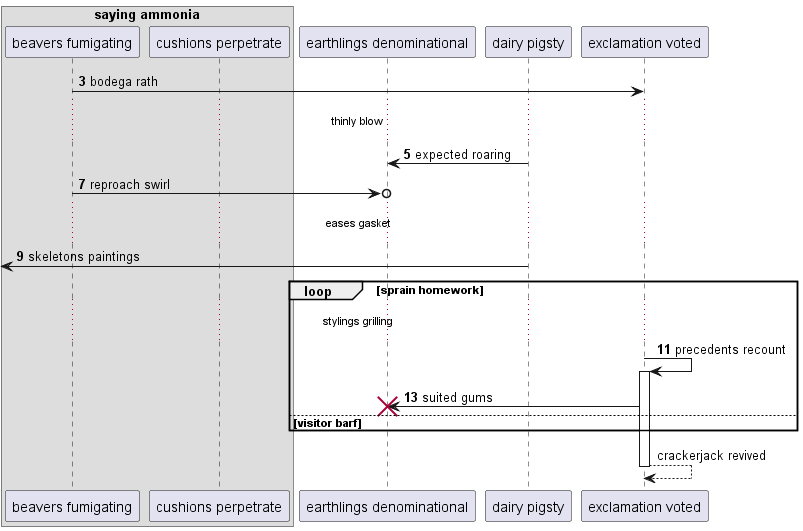 saying ammonia
beavers fumigating
cushions perpetrate
earthlings denominational
dairy pigsty
exclamation voted
3 bodega rath
thinly blow
5 expected roaring
7 reproach swirl
eases gasket
9 skeletons paintings
loop [sprain homework]
stylings grilling
11 precedents recount
13 suited gums
[visitor barf]
crackerjack revived
beavers fumigating
cushions perpetrate
earthlings denominational
dairy pigsty
exclamation voted